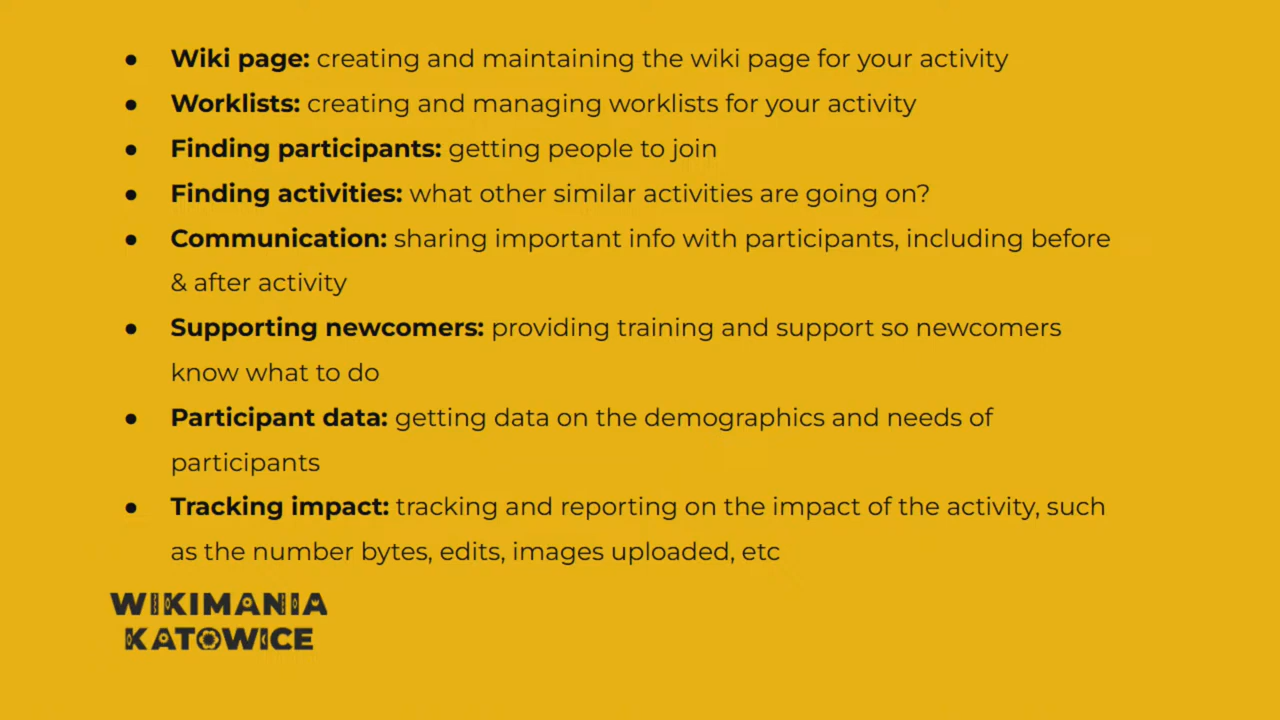 ● Wiki page: creating and maintaining the wiki page for your activity
● Worklists: creating and managing worklists for your activity
● Finding participants: getting people to join
● Finding activities: what other similar activities are going on?
● Communication: sharing important info with participants, including before
& after activity
● Supporting newcomers: providing training and support so newcomers
know what to do
● Participant data: getting data on the demographics and needs of
participants
● Tracking impact: tracking and reporting on the impact of the activity, such
as the number bytes, edits, images uploaded, etc
WIKIMANIA
KATOWICE